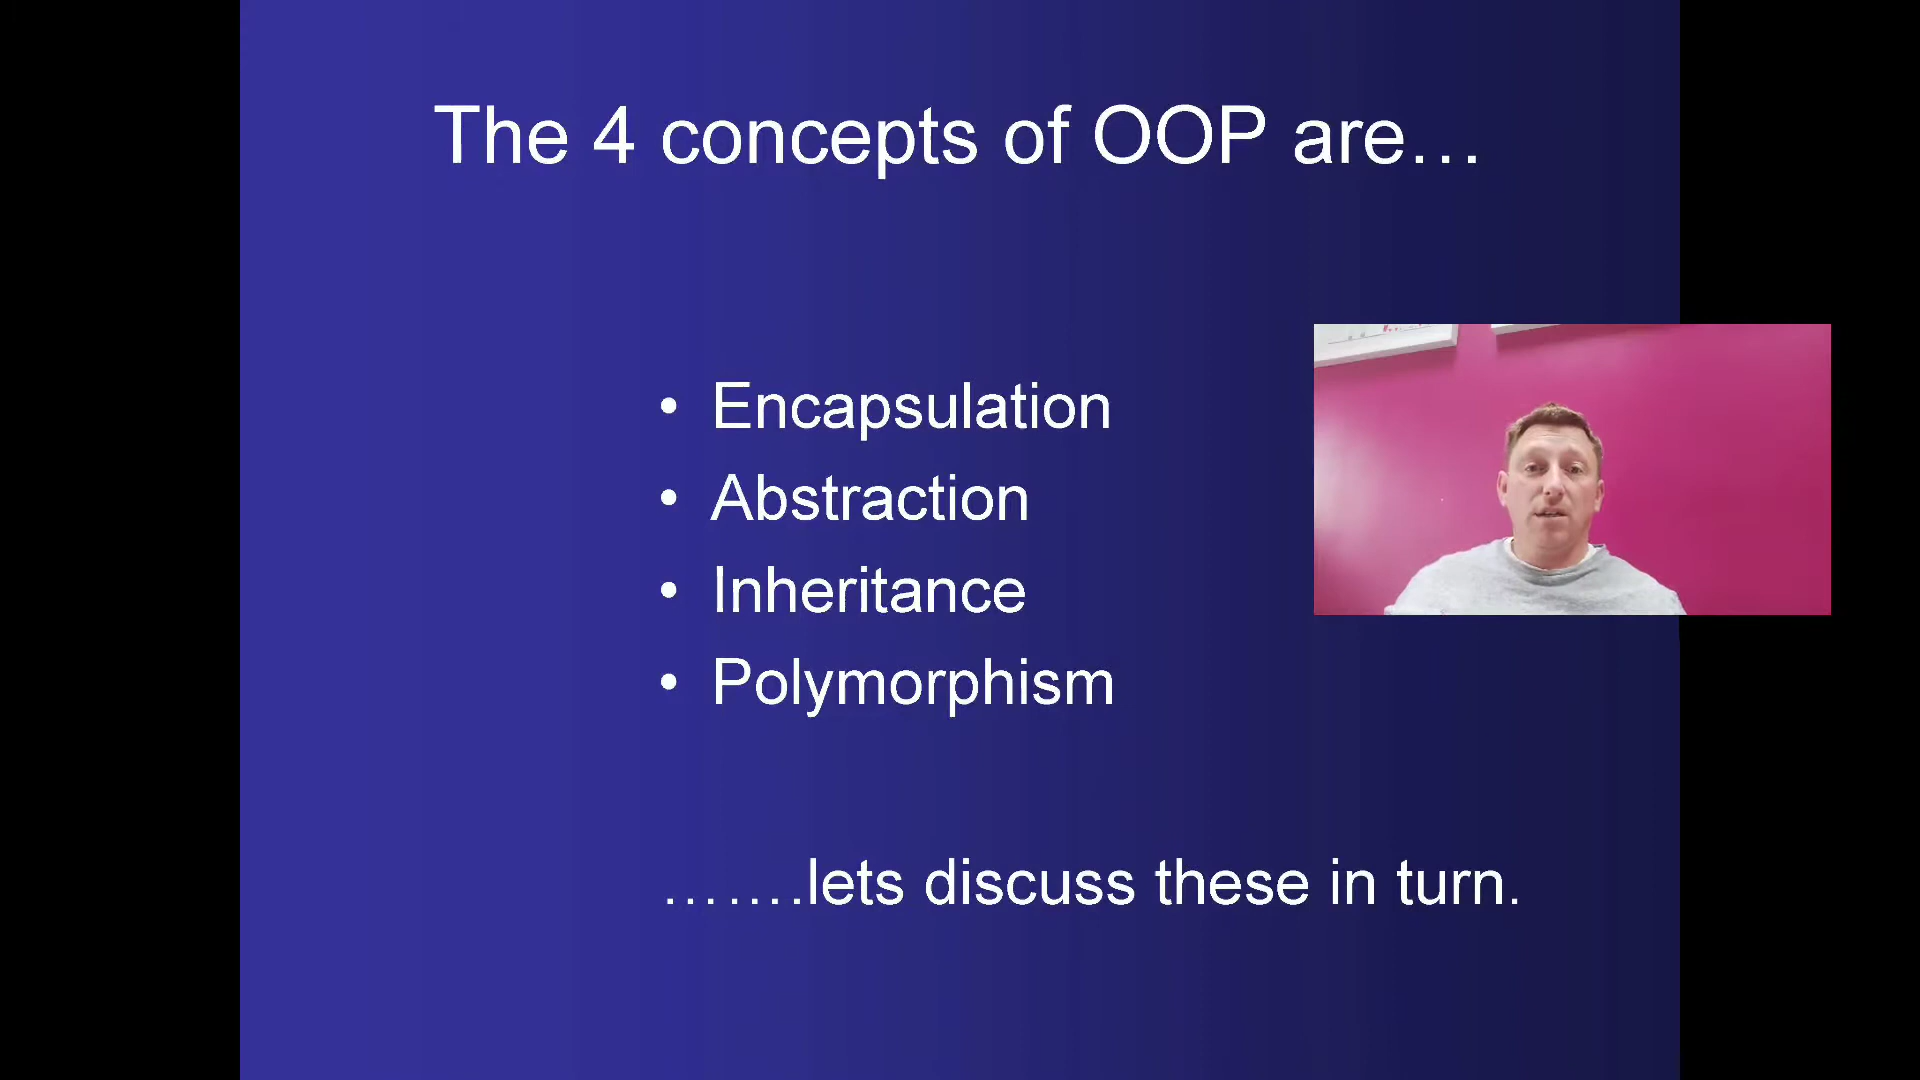 The 4 concepts of OOP are…
• Encapsulation
• Abstraction
• Inheritance
• Polymorphism
…….lets discuss these in turn.